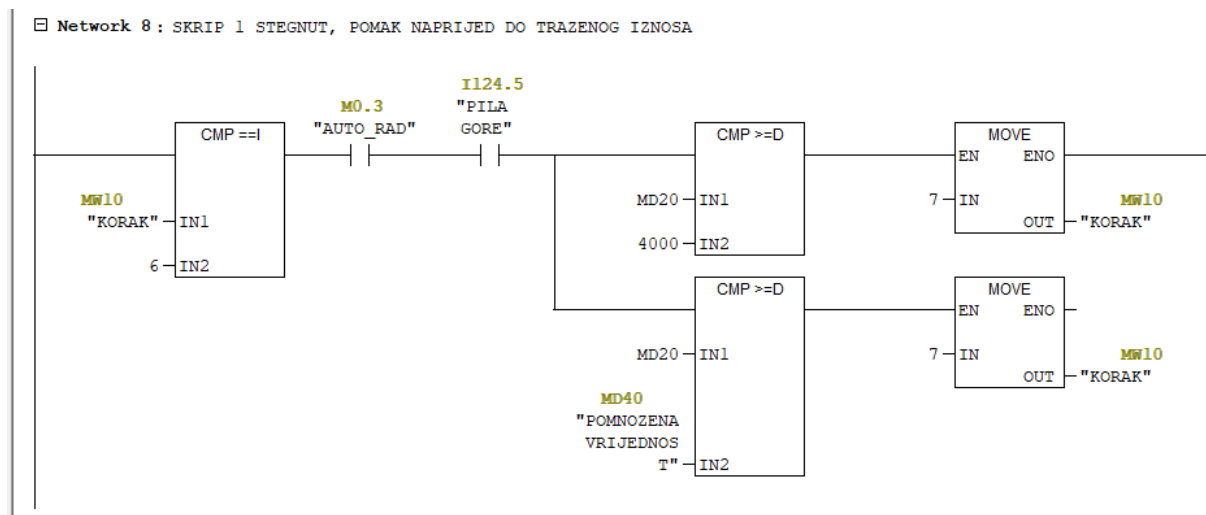 Network 8: SKRIP 1 STEGNUT, POMAK NAPRIJED DO TRAZENOG IZNOSA
I124.5
M0.3 "PILA
CMP ==I "AUTO_RAD" GORE" CMP >=D MOVE
EN ENO
MW10 MD20 IN1 7 IN MW10
"KORAK" IN1 OUT "KORAK"
4000 IN2
6 IN2
CMP >=D MOVE
EN ENO
MD20 IN1 7 IN MW10
OUT "KORAK"
MD40
"POMNOZENA
VRIJEDNOS
T" IN2